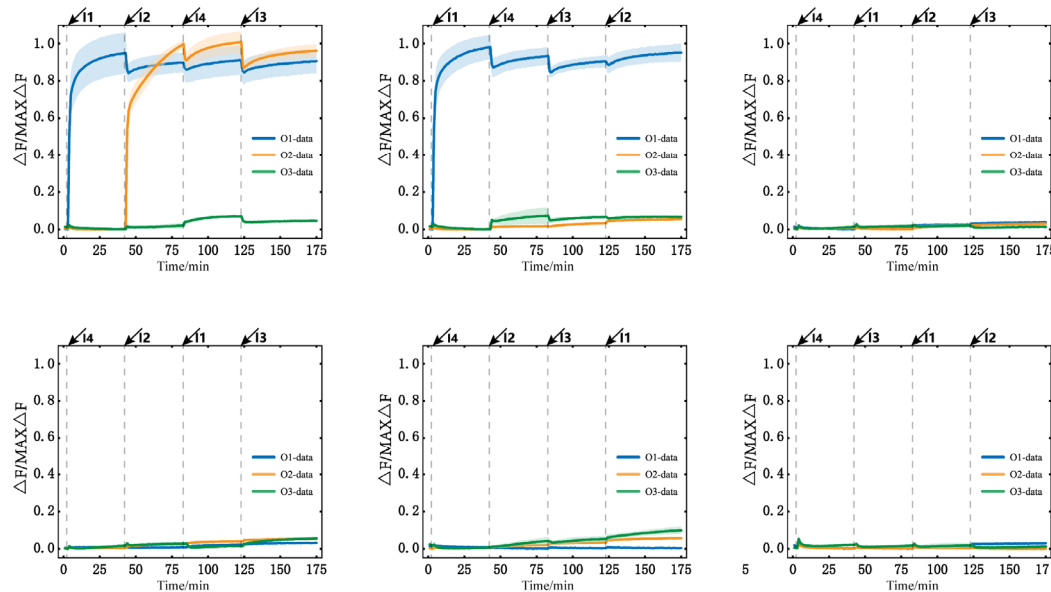 I1 I2 I4 I3
△F/MAX△F
1.0
0.8
0.6
0.4
0.2
0.0
O1-data
O2-data
O3-data
0 25 50 75 100 125 150 175
Time/min
I1 I4 I3 I2
△F/MAX△F
1.0
0.8
0.6
0.4
0.2
0.0
O1-data
O2-data
O3-data
0 25 50 75 100 125 150 175
Time/min
I4 I1 I2 I3
△F/MAX△F
1.0
0.8
0.6
0.4
0.2
0.0
O1-data
O2-data
O3-data
0 25 50 75 100 125 150 175
Time/min
I4 I2 I1 I3
△F/MAX△F
1.0
0.8
0.6
0.4
0.2
0.0
O1-data
O2-data
O3-data
0 25 50 75 100 125 150 175
Time/min
I4 I2 I3 I1
△F/MAX△F
1.0
0.8
0.6
0.4
0.2
0.0
O1-data
O2-data
O3-data
0 25 50 75 100 125 150 175
Time/min
I4 I3 I1 I2
△F/MAX△F
1.0
0.8
0.6
0.4
0.2
0.0
O1-data
O2-data
O3-data
5 0 25 50 75 100 125 150 175
Time/min